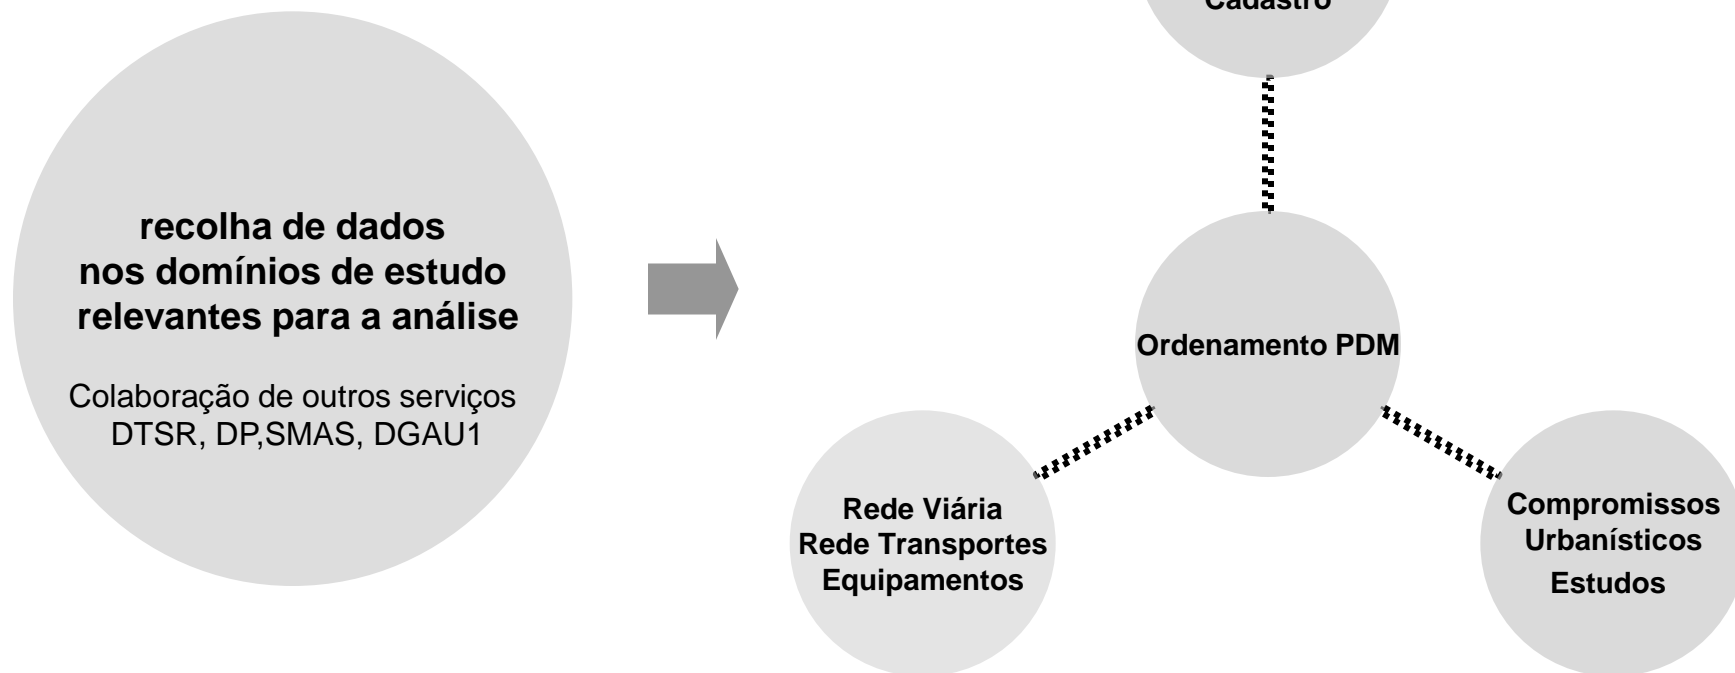 recolha de dados
nos domínios de estudo
relevantes para a análise
Colaboração de outros serviços
DTSR, DP,SMAS, DGAU1
Cadastro
Ordenamento PDM
Rede Viária
Rede Transportes
Equipamentos
Compromissos
Urbanísticos
Estudos